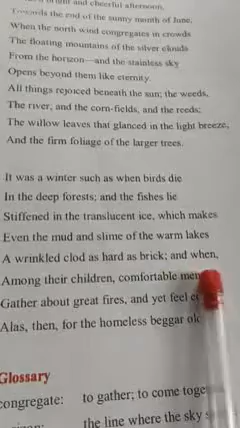 bright and cheerful afternoon,
Towards the end of the sunny month of June,
When the north wind congregates in crowds
The floating mountains of the silver clouds
From the horizon—and the stainless sky
Opens beyond them like eternity.
All things rejoiced beneath the sun; the weeds,
The river, and the corn-fields, and the reeds;
The willow leaves that glanced in the light breeze,
And the firm foliage of the larger trees.
It was a winter such as when birds die
In the deep forests; and the fishes lie
Stiffened in the translucent ice, which makes
Even the mud and slime of the warm lakes
A wrinkled clod as hard as brick; and when,
Among their children, comfortable men
Gather about great fires, and yet feel
Alas, then, for the homeless beggar
Glossary
congregate: to gather; to come
the line where the sky